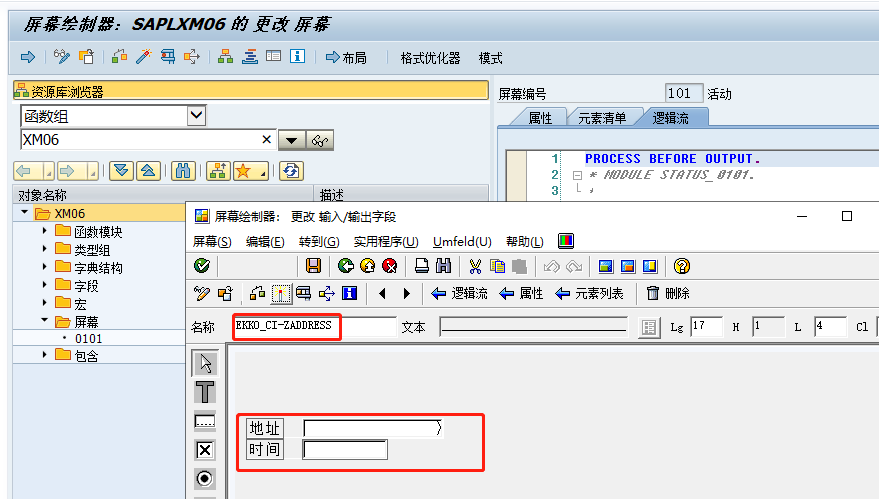 屏幕绘制器： SAPLXM06 的 更改 屏幕
布局 格式优化器 模式
资源库浏览器
函数组
XM06
对象名称 描述
XM06
函数模块
类型组
字典结构
字段
宏
屏幕
0101
包含
屏幕编号 101 活动
属性 元素清单 逻辑流
1 PROCESS BEFORE OUTPUT.
2 * MODULE STATUS_0101.
3 *
屏幕绘制器： 更改 输入/输出字段
屏幕(S) 编辑(E) 转到(G) 实用程序(U) Umfeld(U) 帮助(L)
逻辑流 属性 元素列表 删除
名称 EKKO_CI-ZADDRESS 文本 Lg 17 H 1 L 4 Cl
地址
时间